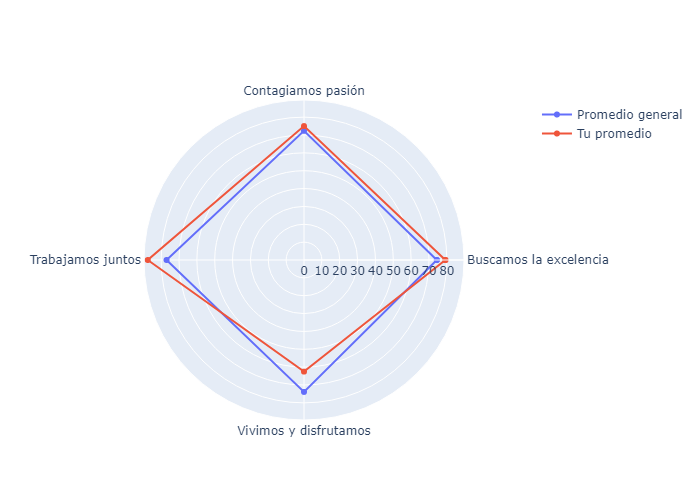 Contagiamos pasión
Promedio general
Tu promedio
Trabajamos juntos
Buscamos la excelencia
0 10 20 30 40 50 60 70 80
Vivimos y disfrutamos